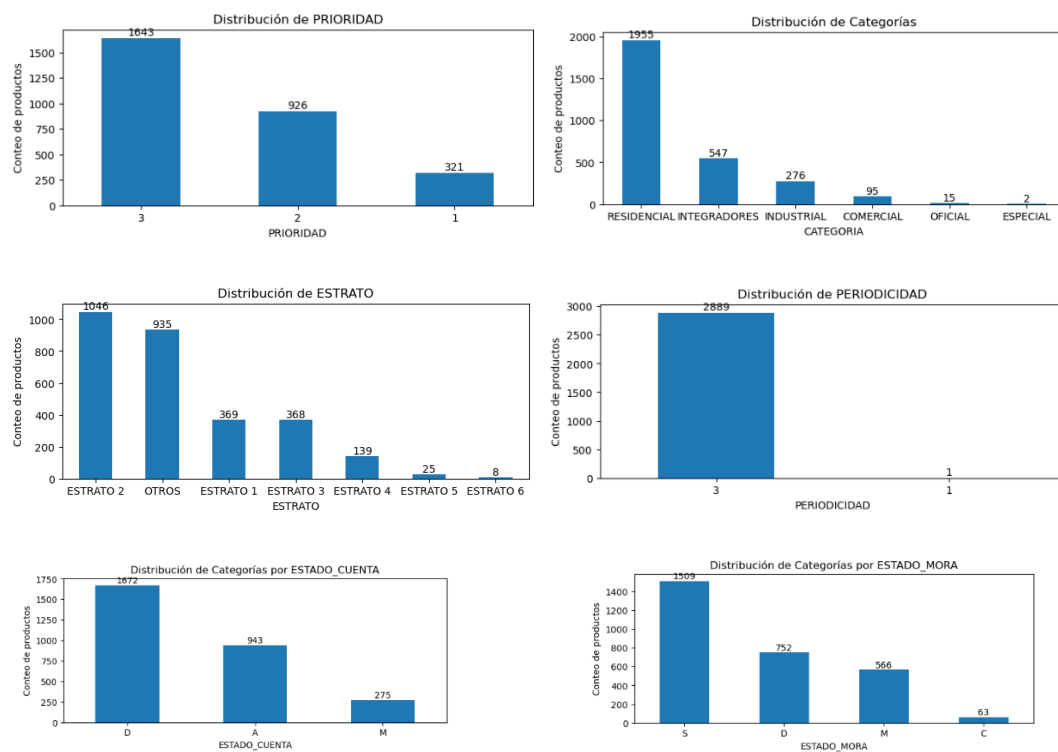 Distribución de PRIORIDAD
1643
926
321
1500
1250
1000
750
500
250
0
Conteo de productos
3 2 1
PRIORIDAD
Distribución de Categorías
1955
547
276
95
15
2
2000
1500
1000
500
0
Conteo de productos
RESIDENCIAL INTEGRADORES INDUSTRIAL COMERCIAL OFICIAL ESPECIAL
CATEGORIA
Distribución de ESTRATO
1046
935
369
368
139
25
8
1000
800
600
400
200
0
Conteo de productos
ESTRATO 2 OTROS ESTRATO 1 ESTRATO 3 ESTRATO 4 ESTRATO 5 ESTRATO 6
ESTRATO
Distribución de PERIODICIDAD
2889
1
3000
2500
2000
1500
1000
500
0
Conteo de productos
3 1
PERIODICIDAD
Distribución de Categorías por ESTADO_CUENTA
1672
943
275
1750
1500
1250
1000
750
500
250
0
Conteo de productos
D A M
ESTADO_CUENTA
Distribución de Categorías por ESTADO_MORA
1509
752
566
63
1400
1200
1000
800
600
400
200
0
Conteo de productos
S D M C
ESTADO_MORA